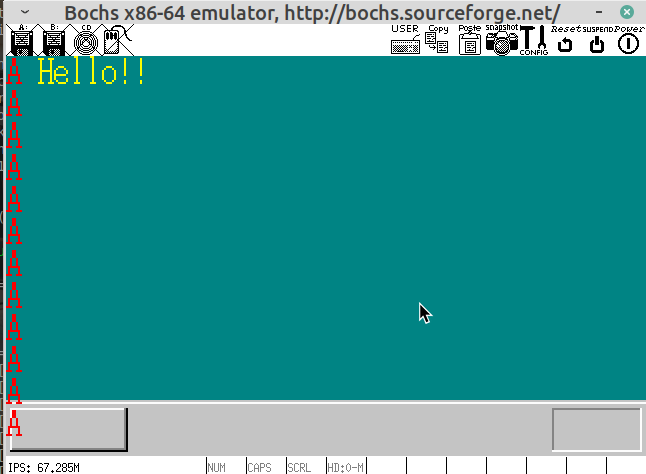 Bochs x86-64 emulator, http://bochs.sourceforge.net/
A: B: CD USER Copy Paste snapshot CONFIG Reset SUSPEND Power
A Hello!!
A
A
A
A
A
A
A
A
A
A
A
IPS: 67.285M NUM CAPS SCRL HD:0-M